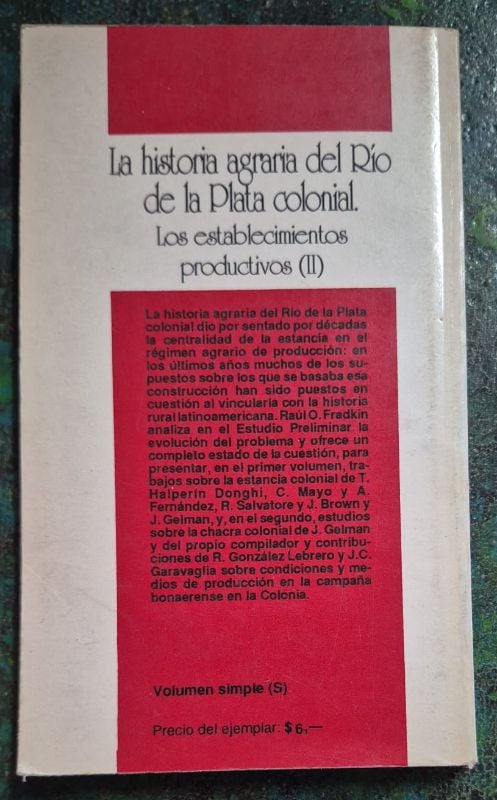 La historia agraria del Río
de la Plata colonial.
Los establecimientos
productivos (II)
La historia agraria del Río de la Plata
colonial dio por sentado por décadas
la centralidad de la estancia en el
régimen agrario de producción: en
los últimos años muchos de los su-
puestos sobre los que se basaba esa
construcción han sido puestos en
cuestión al vincularla con la historia
rural latinoamericana. Raúl O. Fradkin
analiza en el Estudio Preliminar la
evolución del problema y ofrece un
completo estado de la cuestión, para
presentar, en el primer volumen, tra-
bajos sobre la estancia colonial de T.
Halperín Donghi, C. Mayo y A.
Fernández, R. Salvatore y J. Brown y
J. Gelman, y, en el segundo, estudios
sobre la chacra colonial de J. Gelman
y del propio compilador y contribu-
ciones de R. González Lebrero y J.C.
Garavaglia sobre condiciones y me-
dios de producción en la campaña
bonaerense en la Colonia.
Volumen simple (S)
Precio del ejemplar: $ 6,—